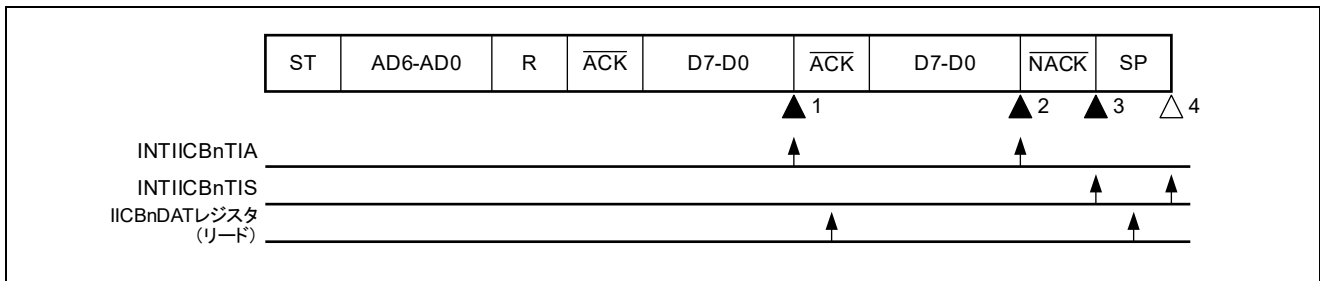 ST AD6-AD0 R ACK D7-D0 ACK D7-D0 NACK SP
1 2 3 4
INTIICBnTIA
INTIICBnTIS
IICBnDATレジスタ
(リード)